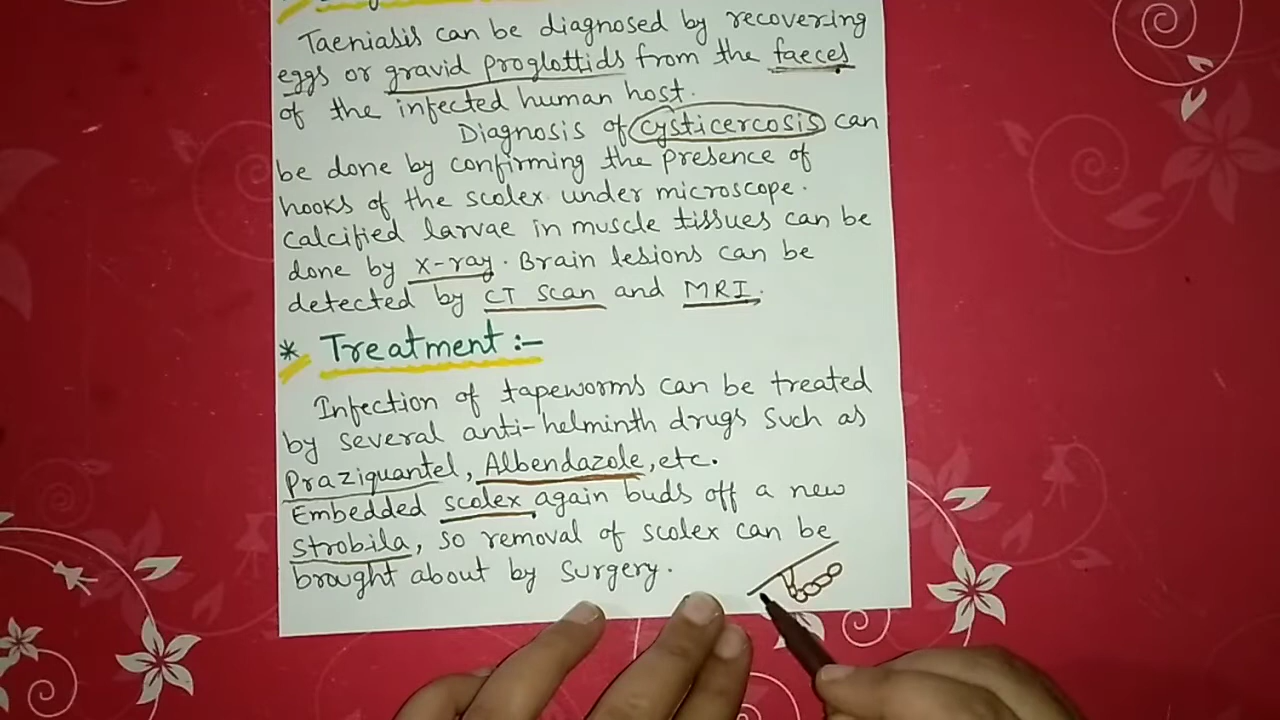 Taeniasis can be diagnosed by recovering
eggs or gravid proglottids from the faeces
of the infected human host.
Diagnosis of cysticercosis can
be done by confirming the presence of
hooks of the scolex under microscope.
Calcified larvae in muscle tissues can be
done by X-ray. Brain lesions can be
detected by CT Scan and MRI.
* Treatment :-
Infection of tapeworms can be treated
by several anti-helminth drugs such as
Praziquantel, Albendazole, etc.
Embedded scolex again buds off a new
strobila, so removal of scolex can be
brought about by surgery.